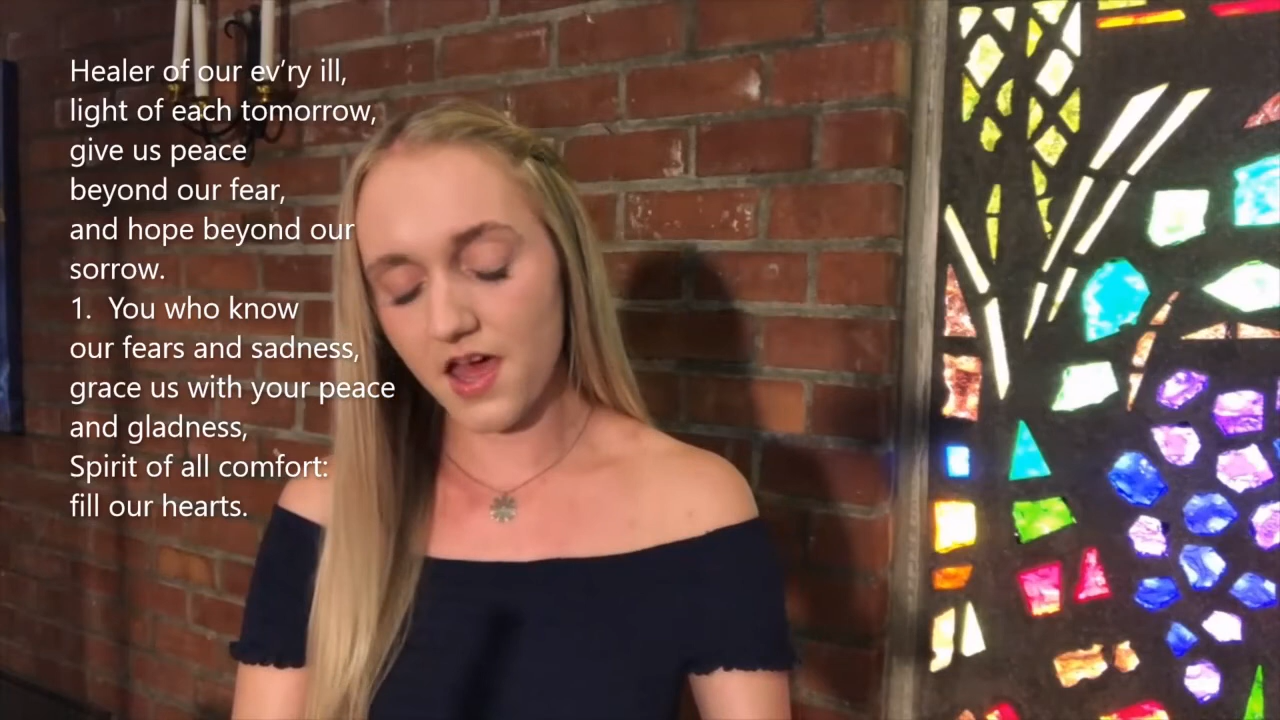 Healer of our ev’ry ill,
light of each tomorrow,
give us peace
beyond our fear,
and hope beyond our
sorrow.
1.  You who know
our fears and sadness,
grace us with your peace
and gladness,
Spirit of all comfort:
fill our hearts.